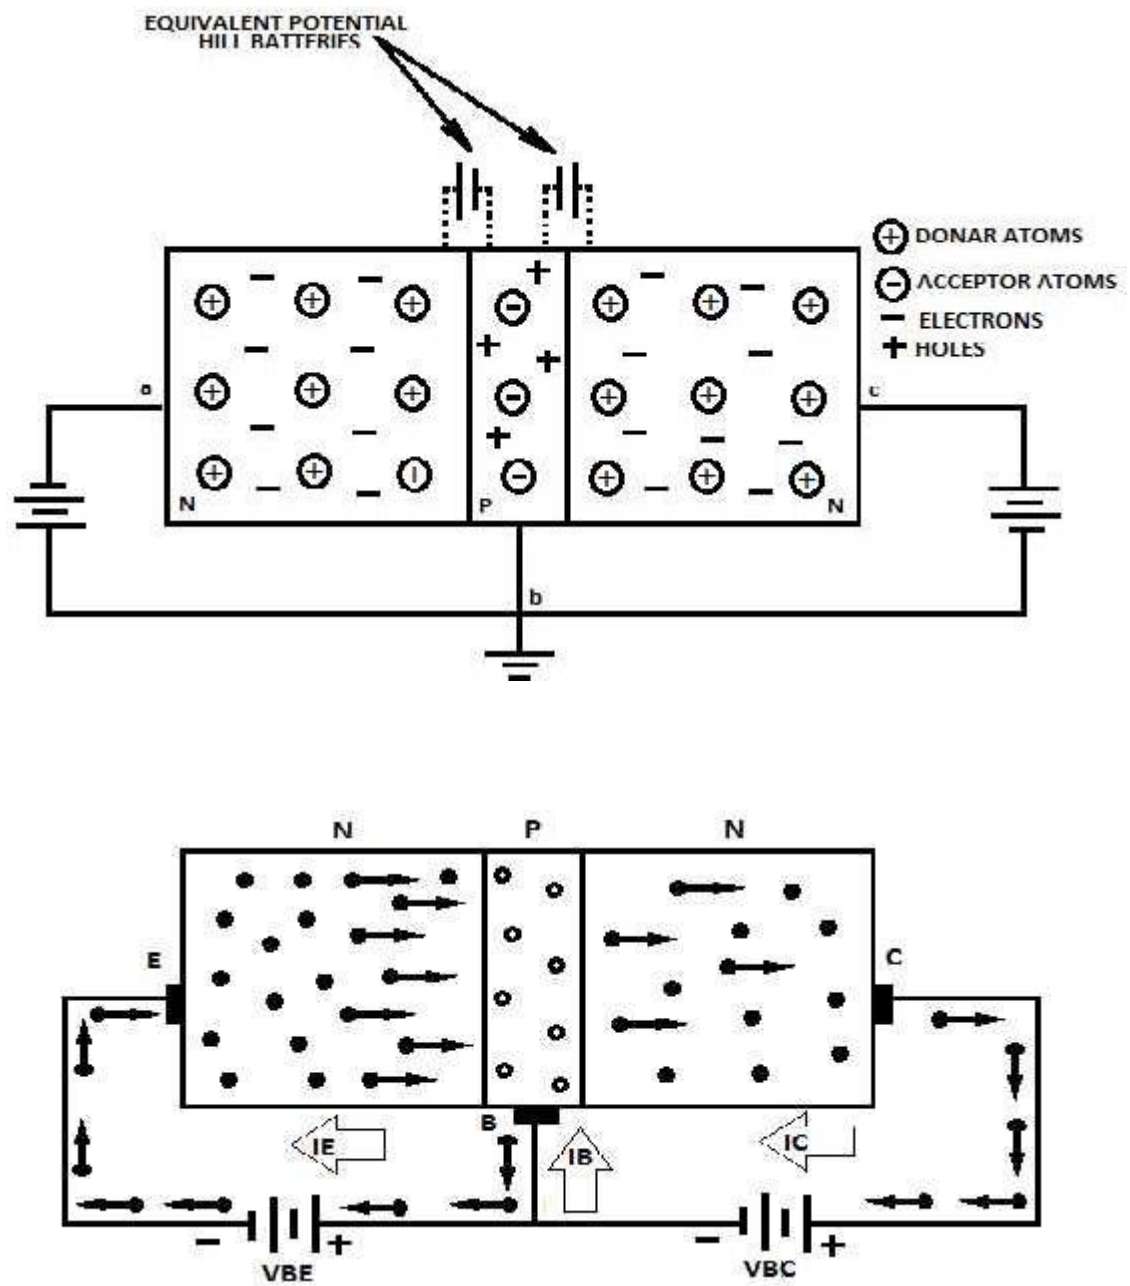 EQUIVALENT POTENTIAL
HILL BATTERIES
DONAR ATOMS
ACCEPTOR ATOMS
ELECTRONS
HOLES
a
c
N
P
N
b
N P N
E
C
B
IE
IB
IC
- +
VBE
- +
VBC